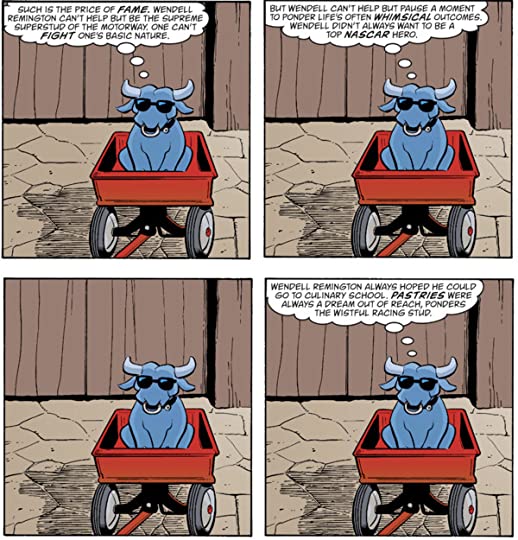 SUCH IS THE PRICE OF FAME. WENDELL
REMINGTON CAN'T HELP BUT BE THE SUPREME
SUPERSTUD OF THE MOTORWAY. ONE CAN'T
FIGHT ONE'S BASIC NATURE.
BUT WENDELL CAN'T HELP BUT PAUSE A MOMENT
TO PONDER LIFE'S OFTEN WHIMSICAL OUTCOMES.
WENDELL DIDN'T ALWAYS WANT TO BE A
TOP NASCAR HERO.
WENDELL REMINGTON ALWAYS HOPED HE COULD
GO TO CULINARY SCHOOL. PASTRIES WERE
ALWAYS A DREAM OUT OF REACH, PONDERS
THE WISTFUL RACING STUD.